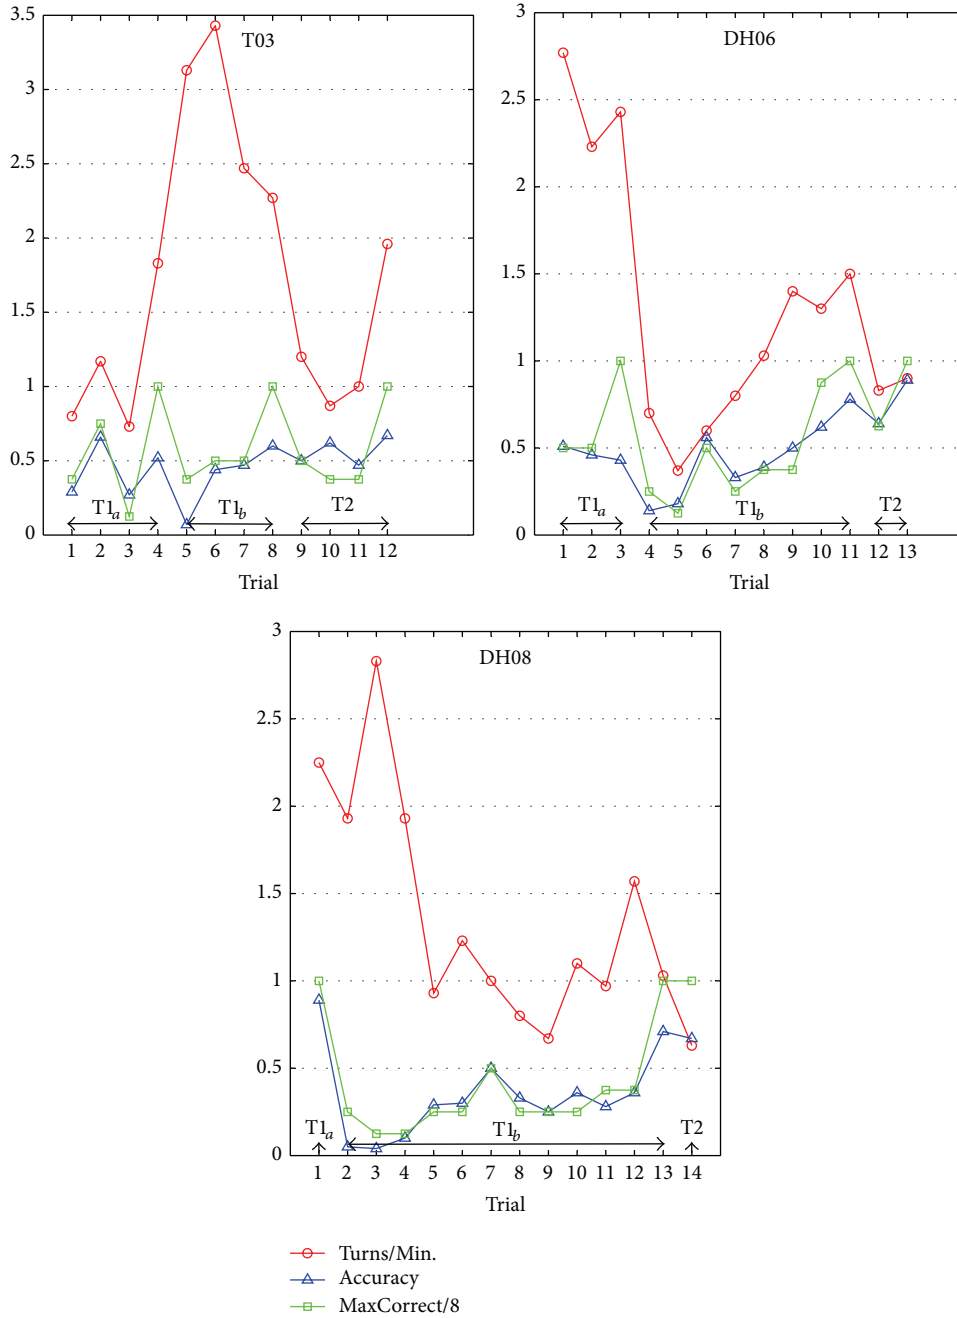 T03
3.5
3
2.5
2
1.5
1
0.5
0
T1a
T1b
T2
1 2 3 4 5 6 7 8 9 10 11 12
Trial
DH06
3
2.5
2
1.5
1
0.5
0
T1a
T1b
T2
1 2 3 4 5 6 7 8 9 10 11 12 13
Trial
DH08
3
2.5
2
1.5
1
0.5
0
T1a
T1b
T2
1 2 3 4 5 6 7 8 9 10 11 12 13 14
Trial
Turns/Min.
Accuracy
MaxCorrect/8